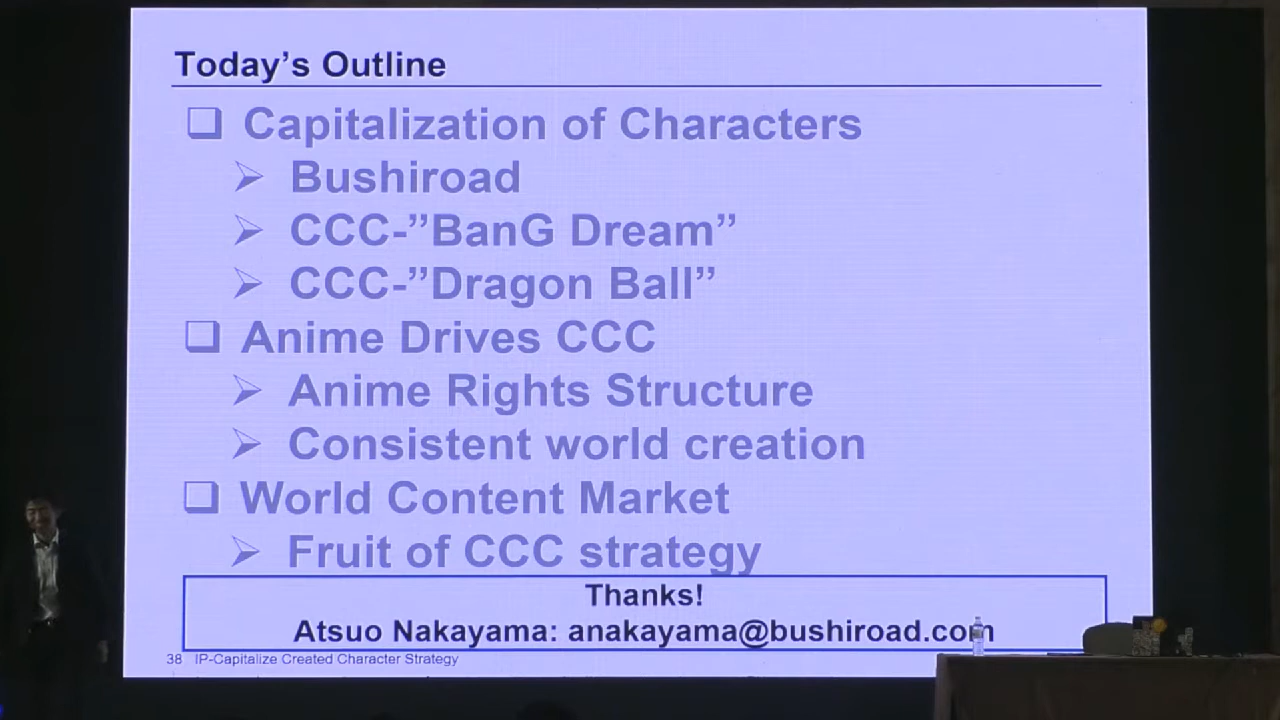 Today's Outline
❑ Capitalization of Characters
➢ Bushiroad
➢ CCC-”BanG Dream”
➢ CCC-”Dragon Ball”
❑ Anime Drives CCC
➢ Anime Rights Structure
➢ Consistent world creation
❑ World Content Market
➢ Fruit of CCC strategy
Thanks!
Atsuo Nakayama: anakayama@bushiroad.com
38 IP-Capitalize Created Character Strategy